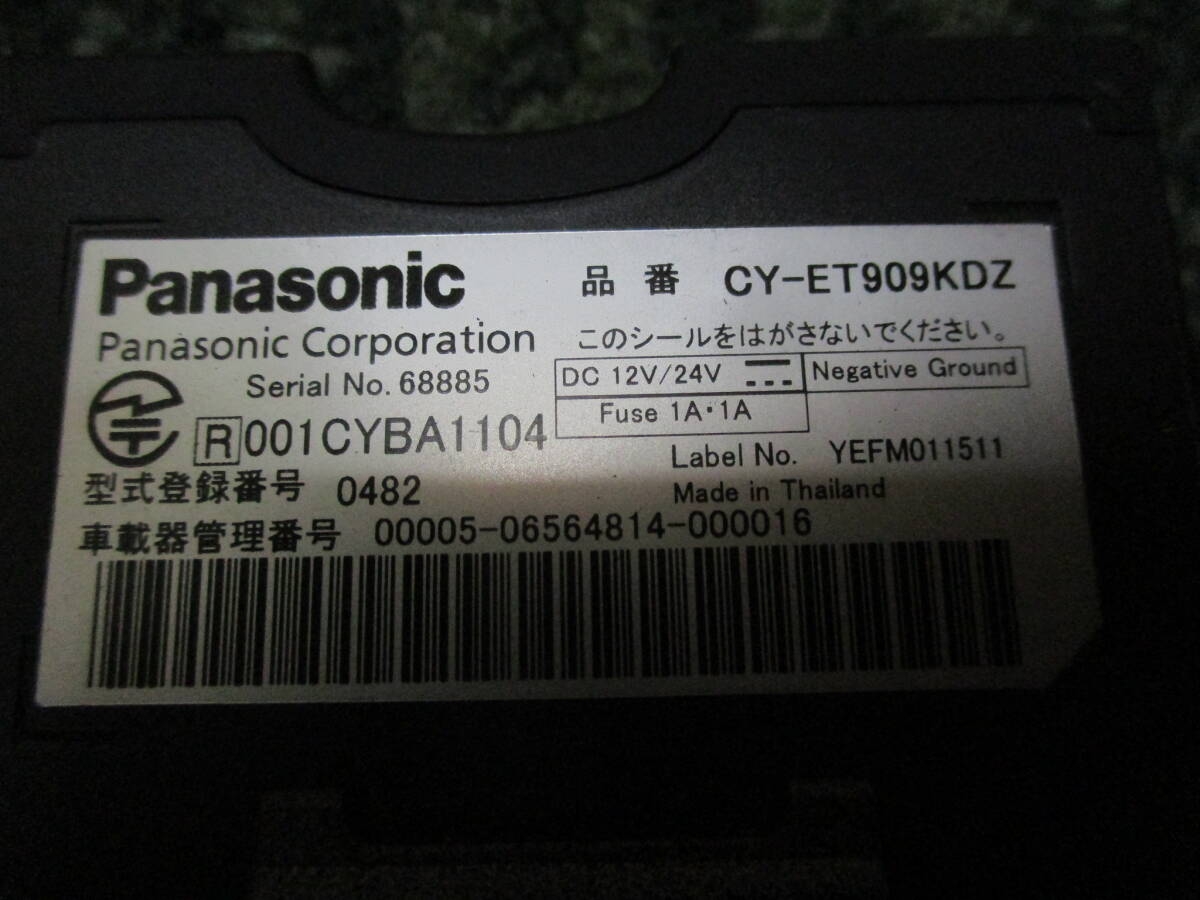 Panasonic 品番 CY-ET909KDZ
Panasonic Corporation このシールをはがさないでください。
Serial No. 68885 DC 12V/24V Negative Ground
R 001CYBA1104 Fuse 1A・1A
Label No. YEFM011511
型式登録番号 0482 Made in Thailand
車載器管理番号 00005-06564814-000016